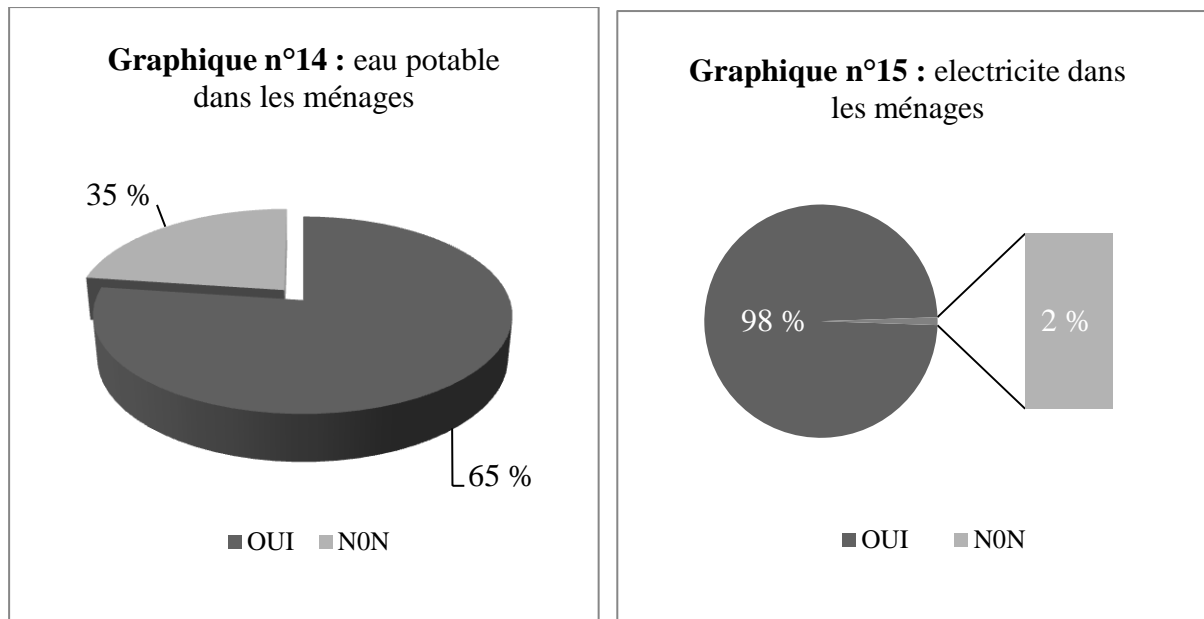 Graphique n°14 : eau potable
dans les ménages
35 %
65 %
OUI N0N
Graphique n°15 : electricite dans
les ménages
98 %
2 %
OUI N0N